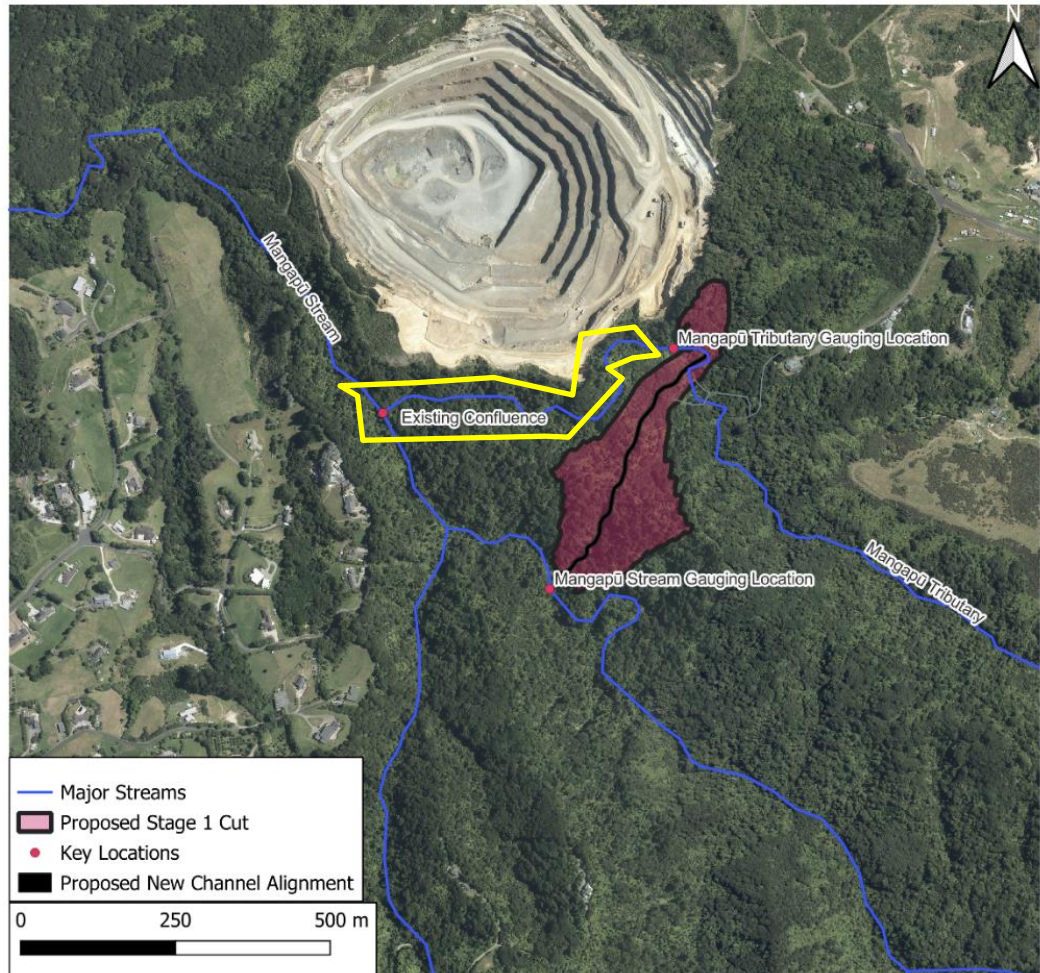 N
Mangapū Stream
Mangapū Tributary Gauging Location
Existing Confluence
Mangapū Tributary
Mangapū Stream Gauging Location
Major Streams
Proposed Stage 1 Cut
Key Locations
Proposed New Channel Alignment
0 250 500 m